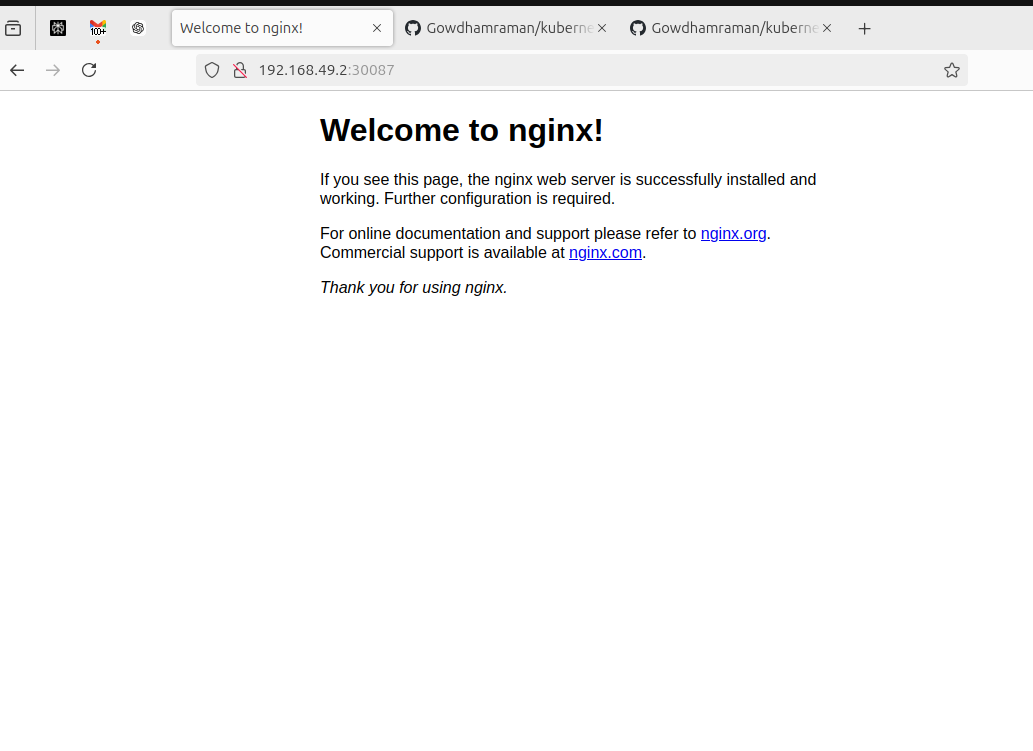 100+
Welcome to nginx!
Gowdhamraman/kuberne
Gowdhamraman/kuberne
192.168.49.2:30087
Welcome to nginx!
If you see this page, the nginx web server is successfully installed and
working. Further configuration is required.
For online documentation and support please refer to nginx.org.
Commercial support is available at nginx.com.
Thank you for using nginx.